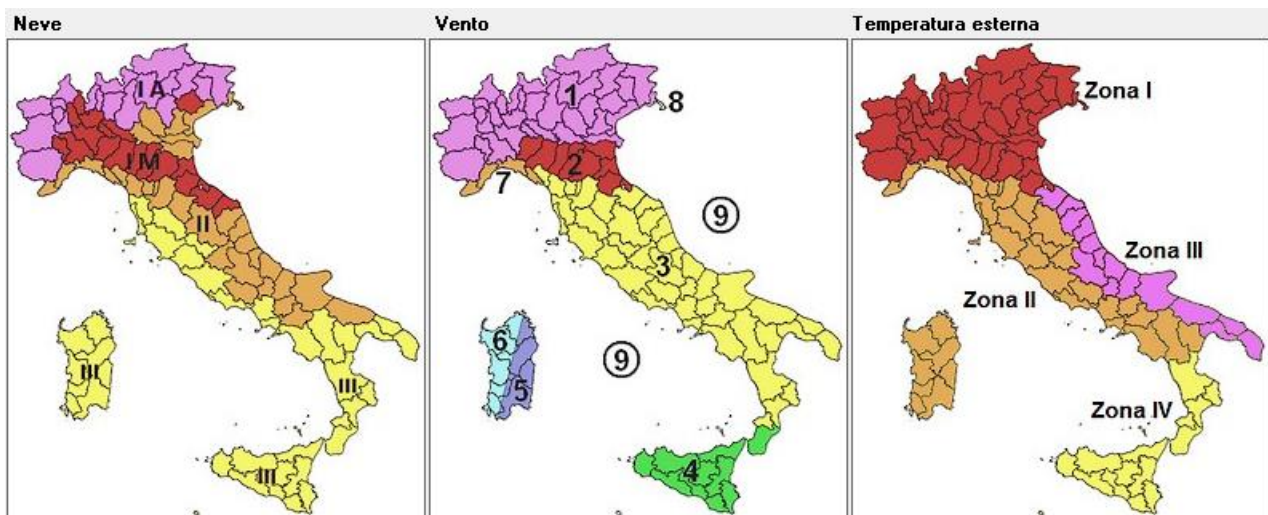 Neve
I A
I M
II
III
III
III
Vento
1
8
2
7
9
3
6
9
5
4
Temperatura esterna
Zona I
Zona III
Zona II
Zona IV